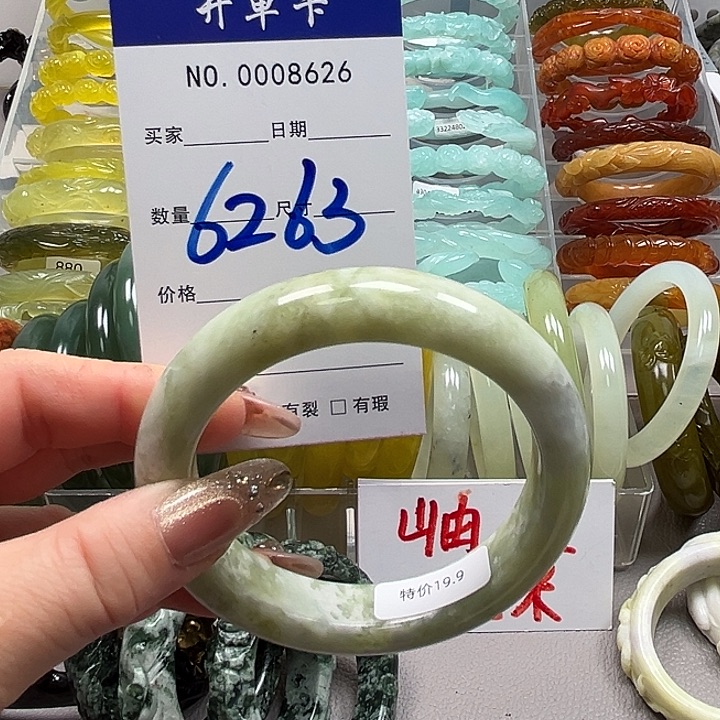 开单卡
NO.0008626
买家 日期
数量 尺寸
6263
价格
有裂 □ 有瑕
880
33224802
岫
特价19.9